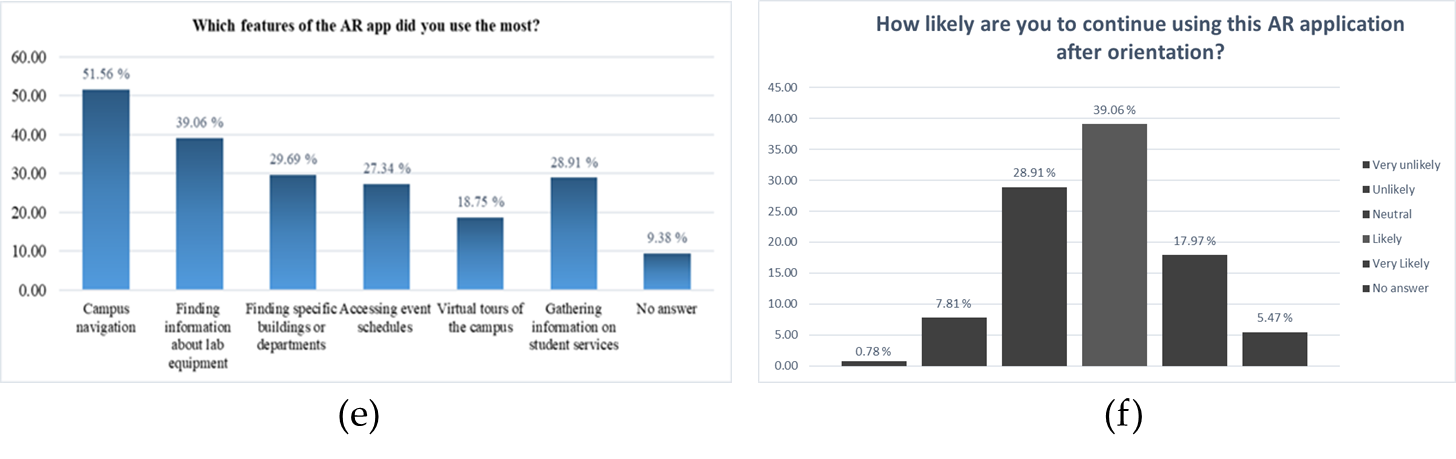 Which features of the AR app did you use the most?
60.00
50.00
40.00
30.00
20.00
10.00
0.00
51.56 %
39.06 %
29.69 %
27.34 %
18.75 %
28.91 %
9.38 %
Campus
navigation
Finding
information
about lab
equipment
Finding specific
buildings or
departments
Accessing event
schedules
Virtual tours of
the campus
Gathering
information on
student services
No answer
(e)
How likely are you to continue using this AR application
after orientation?
45.00
40.00
35.00
30.00
25.00
20.00
15.00
10.00
5.00
0.00
0.78 %
7.81 %
28.91 %
39.06 %
17.97 %
5.47 %
Very unlikely
Unlikely
Neutral
Likely
Very Likely
No answer
(f)